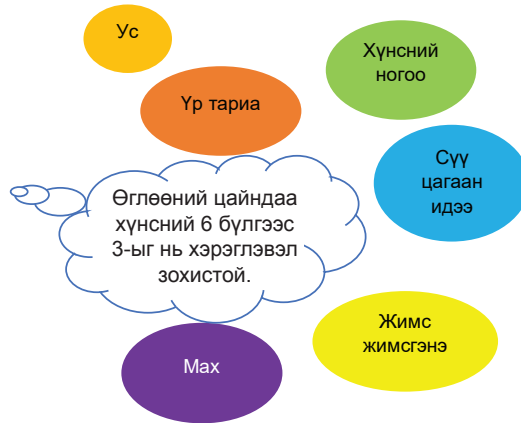 Ус
Үр тариа
Хүнсний
ногоо
Сүү
цагаан
идээ
Өглөөний цайндаа
хүнсний 6 бүлгээс
3-ыг нь хэрэглэвэл
зохистой.
Жимс
жимсгэнэ
Мах